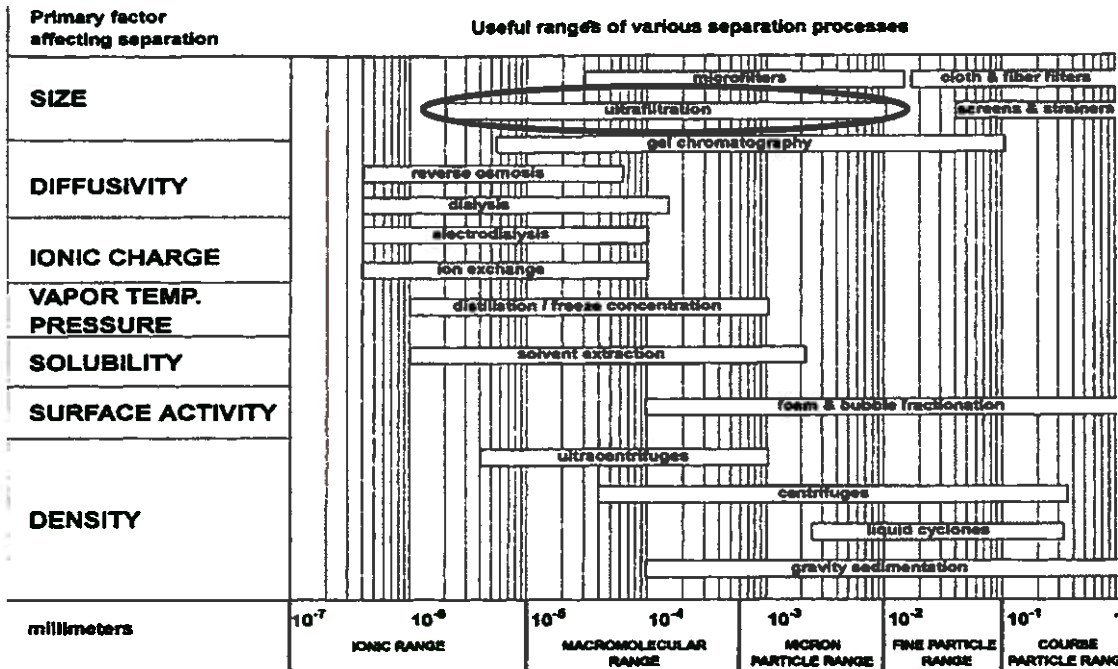 Primary factor
affecting separation
Useful ranges of various separation processes
SIZE
microfilters
cloth & fiber filters
ultrafiltration
screens & strainers
gel chromatography
DIFFUSIVITY
reverse osmosis
dialysis
IONIC CHARGE
electrodialysis
ion exchange
VAPOR TEMP.
PRESSURE
distillation / freeze concentration
SOLUBILITY
solvent extraction
SURFACE ACTIVITY
foam & bubble fractionation
DENSITY
ultracentrifuges
centrifuges
liquid cyclones
gravity sedimentation
millimeters
10⁻⁷ 10⁻⁶ 10⁻⁵ 10⁻⁴ 10⁻³ 10⁻² 10⁻¹
IONIC RANGE
MACROMOLECULAR
RANGE
MICRON
PARTICLE RANGE
FINE PARTICLE
RANGE
COURSE
PARTICLE RANG